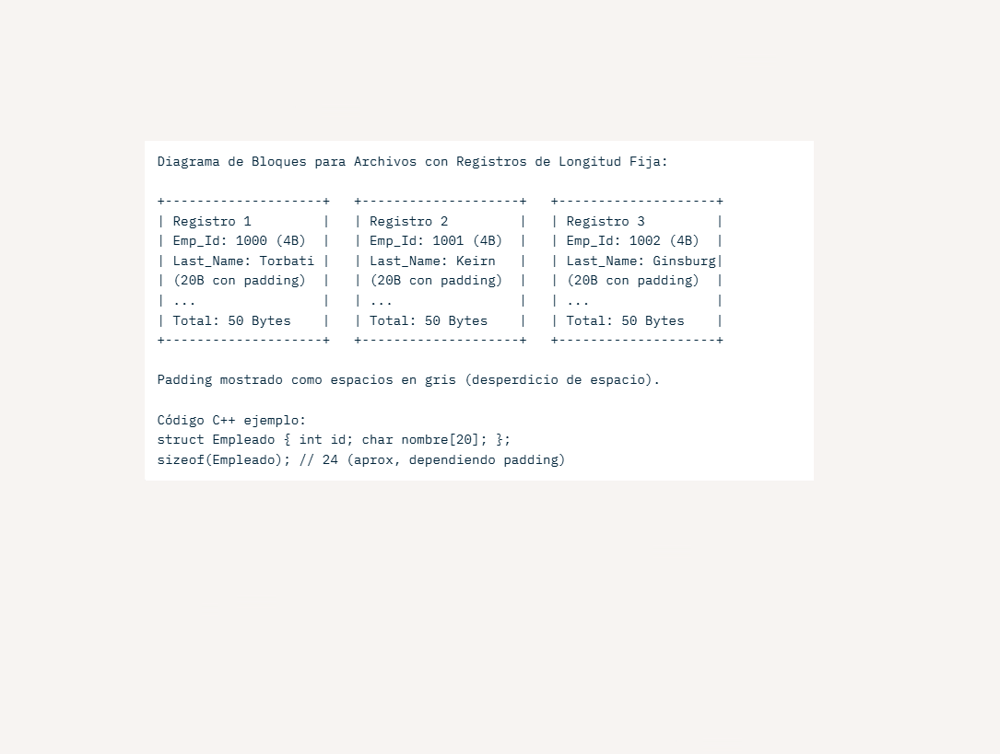 Diagrama de Bloques para Archivos con Registros de Longitud Fija:

+--------------------+   +--------------------+   +--------------------+
| Registro 1         |   | Registro 2         |   | Registro 3         |
| Emp_Id: 1000 (4B)  |   | Emp_Id: 1001 (4B)  |   | Emp_Id: 1002 (4B)  |
| Last_Name: Torbati |   | Last_Name: Keirn   |   | Last_Name: Ginsburg|
| (20B con padding)  |   | (20B con padding)  |   | (20B con padding)  |
| ...                |   | ...                |   | ...                |
| Total: 50 Bytes    |   | Total: 50 Bytes    |   | Total: 50 Bytes    |
+--------------------+   +--------------------+   +--------------------+

Padding mostrado como espacios en gris (desperdicio de espacio).

Código C++ ejemplo:
struct Empleado { int id; char nombre[20]; };
sizeof(Empleado); // 24 (aprox, dependiendo padding)